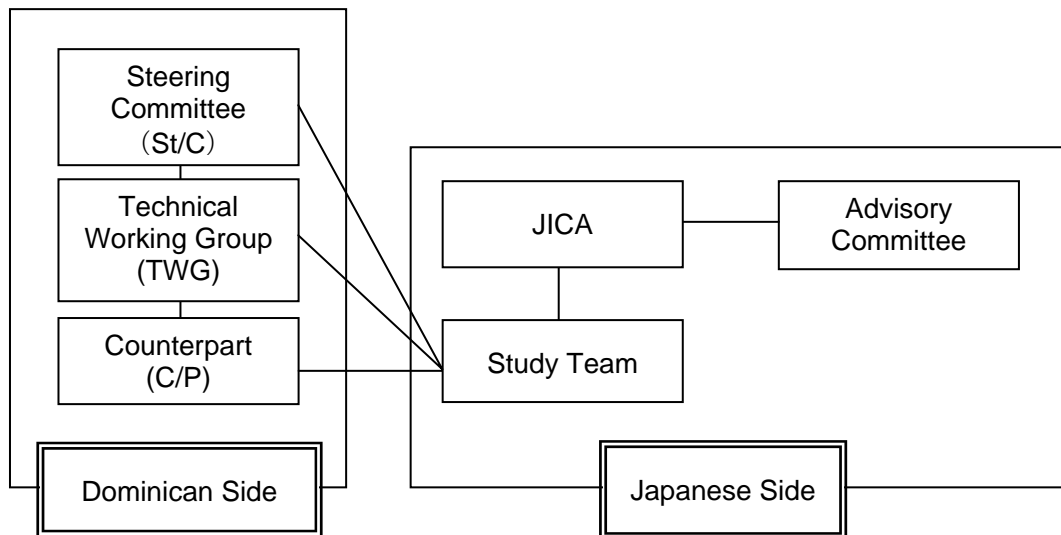 Steering
Committee
（St/C）
Technical
Working Group
(TWG)
Counterpart
(C/P)
Dominican Side
JICA
Advisory
Committee
Study Team
Japanese Side